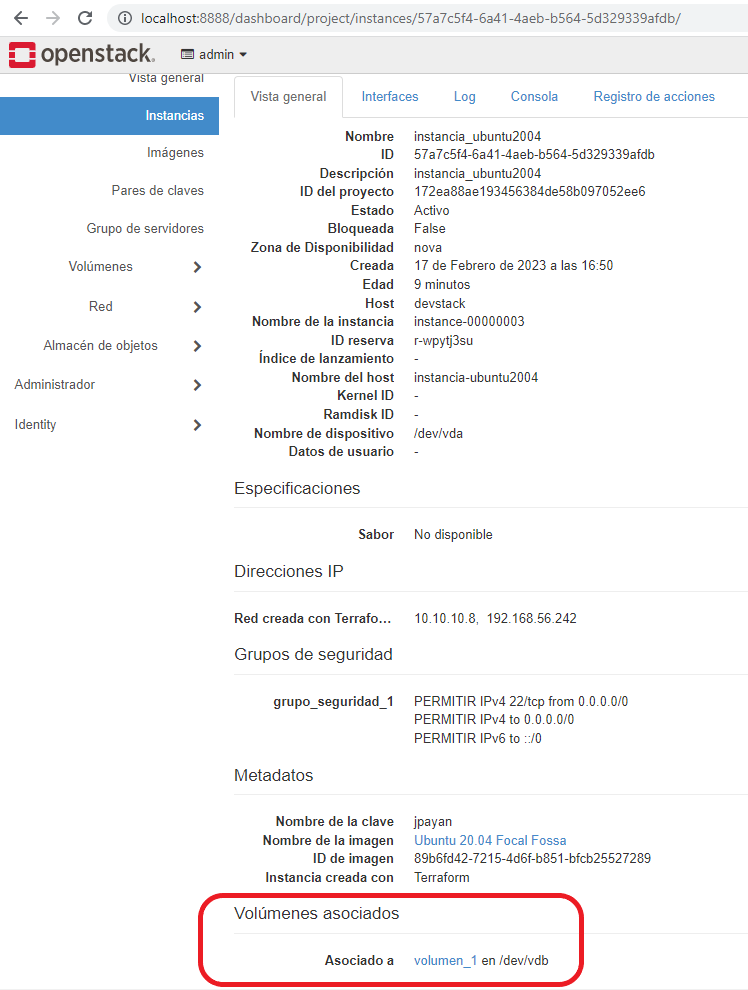 localhost:8888/dashboard/project/instances/57a7c5f4-6a41-4aeb-b564-5d329339afdb/
openstack. admin
Vista general
Instancias
Imágenes
Pares de claves
Grupo de servidores
Volúmenes
Red
Almacén de objetos
Administrador
Identity
Vista general Interfaces Log Consola Registro de acciones
Nombre instancia_ubuntu2004
ID 57a7c5f4-6a41-4aeb-b564-5d329339afdb
Descripción instancia_ubuntu2004
ID del proyecto 172ea88ae193456384de58b097052ee6
Estado Activo
Bloqueada False
Zona de Disponibilidad nova
Creada 17 de Febrero de 2023 a las 16:50
Edad 9 minutos
Host devstack
Nombre de la instancia instance-00000003
ID reserva r-wpytj3su
Índice de lanzamiento -
Nombre del host instancia-ubuntu2004
Kernel ID -
Ramdisk ID -
Nombre de dispositivo /dev/vda
Datos de usuario -
Especificaciones
Sabor No disponible
Direcciones IP
Red creada con Terrafo... 10.10.10.8, 192.168.56.242
Grupos de seguridad
grupo_seguridad_1 PERMITIR IPv4 22/tcp from 0.0.0.0/0
PERMITIR IPv4 to 0.0.0.0/0
PERMITIR IPv6 to ::/0
Metadatos
Nombre de la clave jpayan
Nombre de la imagen Ubuntu 20.04 Focal Fossa
ID de imagen 89b6fd42-7215-4d6f-b851-bfcb25527289
Instancia creada con Terraform
Volúmenes asociados
Asociado a volumen_1 en /dev/vdb